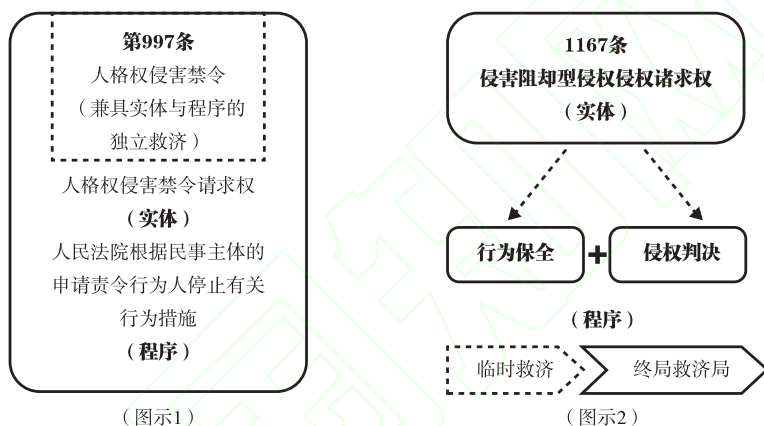 第997条
人格权侵害禁令
（兼具实体与程序的
独立救济）
人格权侵害禁令请求权
（实体）
人民法院根据民事主体的
申请责令行为人停止有关
行为措施
（程序）
（图示1）
1167条
侵害阻却型侵权侵权诸求权
（实体）
行为保全
+
侵权判决
（程序）
临时救济
终局救济局
（图示2）